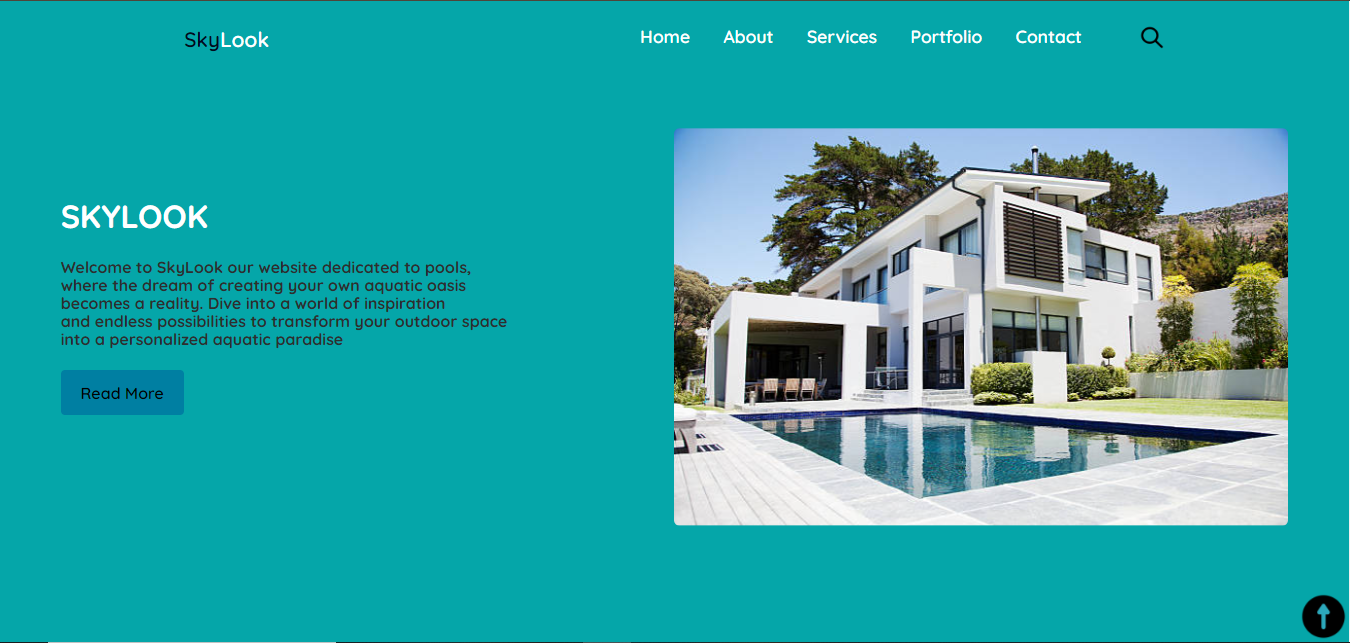 SkyLook
Home About Services Portfolio Contact
SKYLOOK
Welcome to SkyLook our website dedicated to pools,
where the dream of creating your own aquatic oasis
becomes a reality. Dive into a world of inspiration
and endless possibilities to transform your outdoor space
into a personalized aquatic paradise
Read More